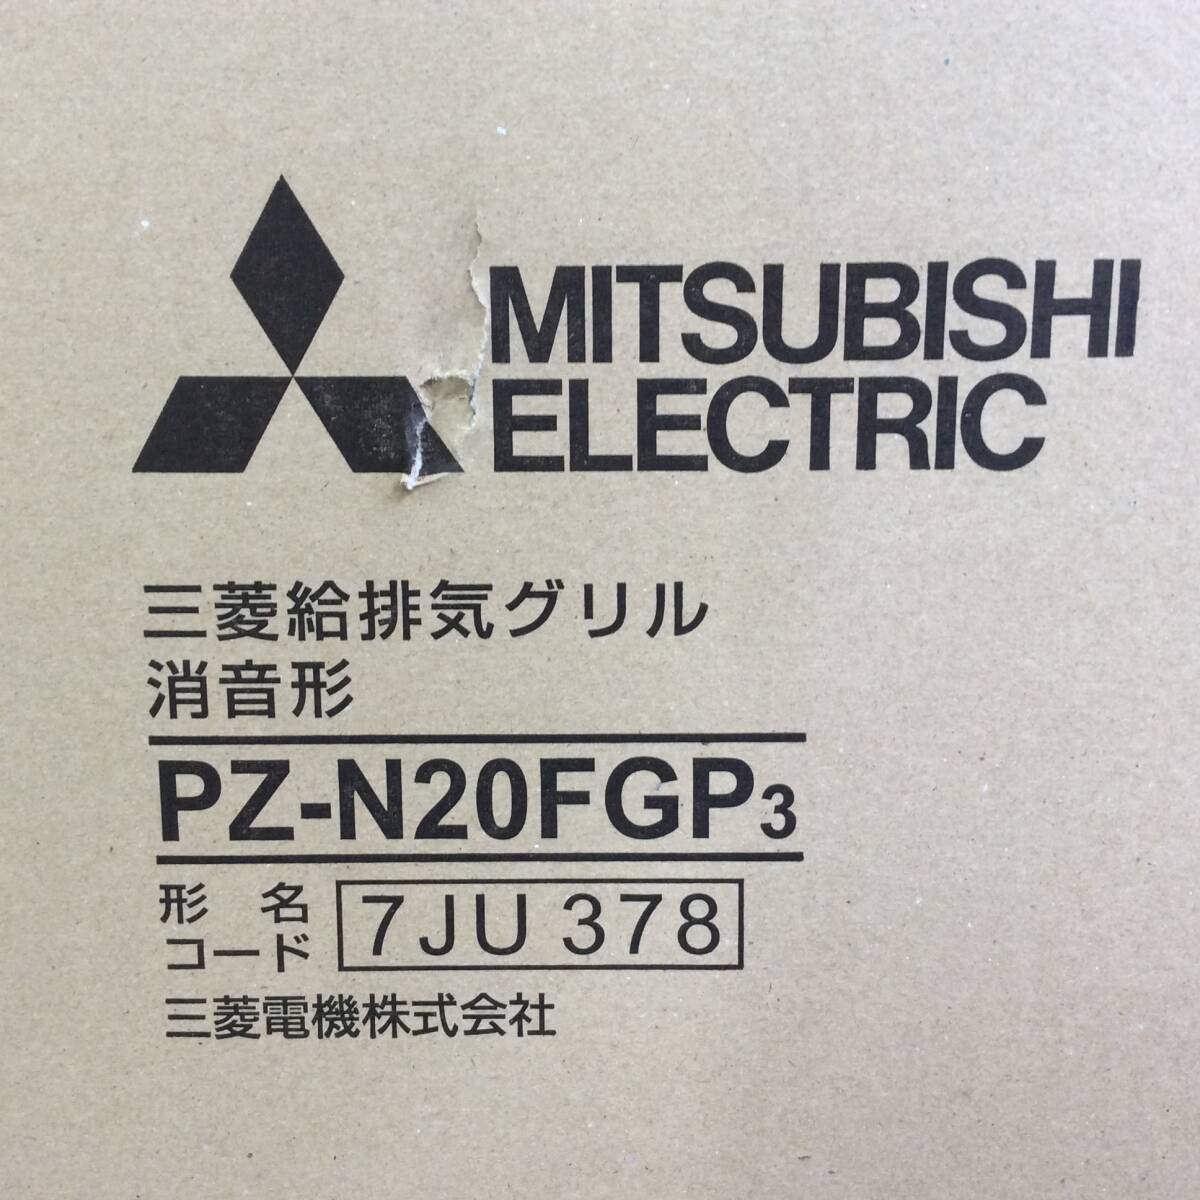 MITSUBISHI
ELECTRIC
三菱給排気グリル
消音形
PZ-N20FGP3
形名
コード 7JU 378
三菱電機株式会社